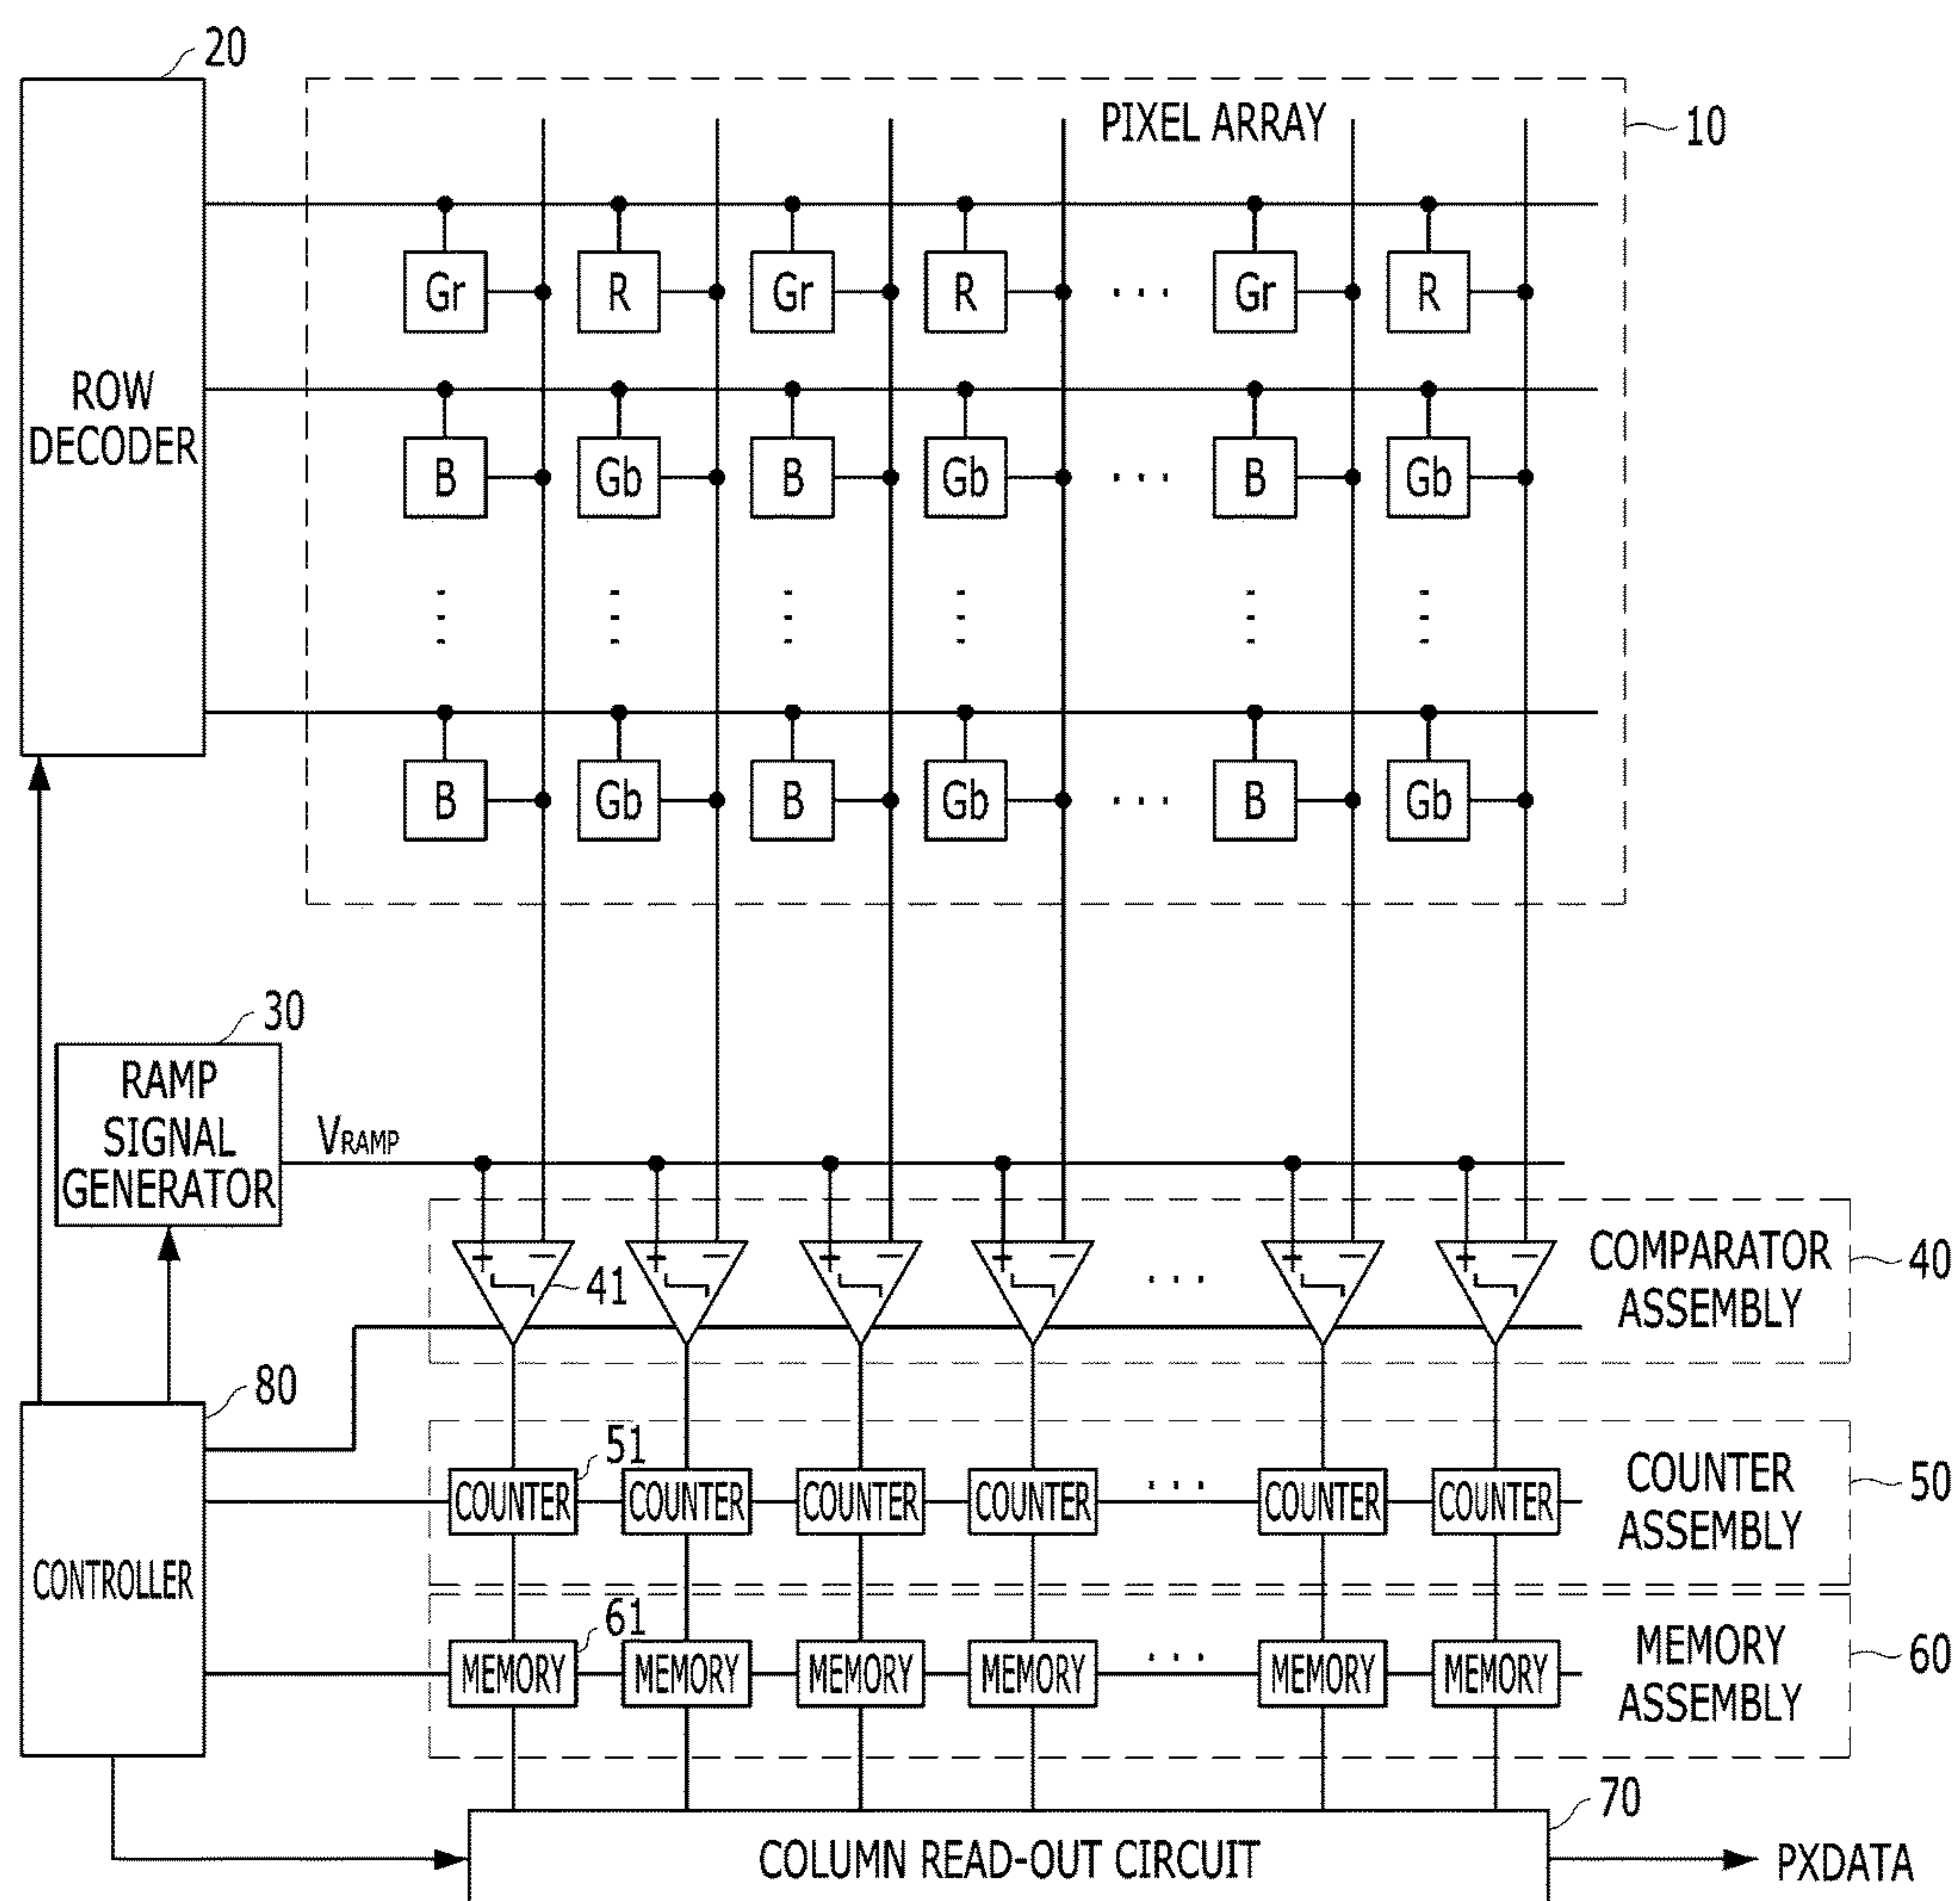 20
PIXEL ARRAY
10
Gr R Gr R ... Gr R
ROW
DECODER
B Gb B Gb ... B Gb
B Gb B Gb ... B Gb
30
RAMP
SIGNAL
GENERATOR
VRAMP
+ − + − + − + − + − + −
41
...
COMPARATOR
ASSEMBLY
40
80
CONTROLLER
51
COUNTER COUNTER COUNTER COUNTER ... COUNTER COUNTER
COUNTER
ASSEMBLY
50
61
MEMORY MEMORY MEMORY MEMORY ... MEMORY MEMORY
MEMORY
ASSEMBLY
60
70
COLUMN READ-OUT CIRCUIT
PXDATA